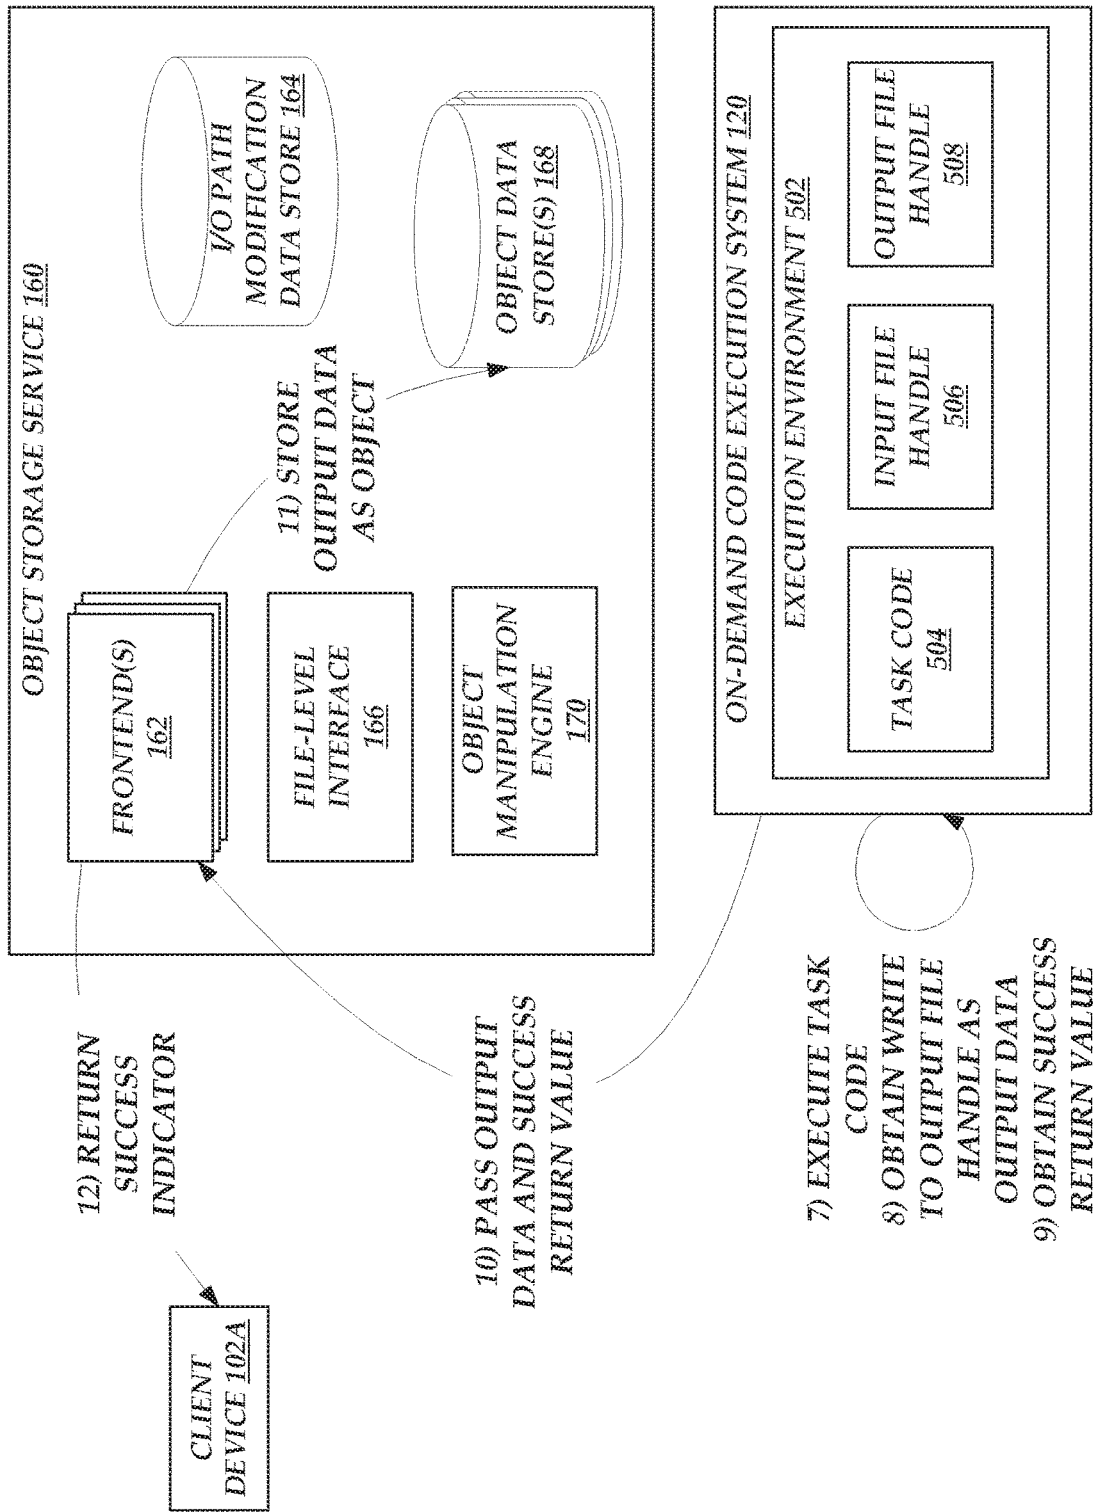 OBJECT STORAGE SERVICE 160
FRONTEND(S)
162
FILE-LEVEL
INTERFACE
166
OBJECT
MANIPULATION
ENGINE
170
I/O PATH
MODIFICATION
DATA STORE 164
OBJECT DATA
STORE(S) 168
11) STORE
OUTPUT DATA
AS OBJECT
12) RETURN
SUCCESS
INDICATOR
CLIENT
DEVICE 102A
10) PASS OUTPUT
DATA AND SUCCESS
RETURN VALUE
ON-DEMAND CODE EXECUTION SYSTEM 120
EXECUTION ENVIRONMENT 502
TASK CODE
504
INPUT FILE
HANDLE
506
OUTPUT FILE
HANDLE
508
7) EXECUTE TASK
CODE
8) OBTAIN WRITE
TO OUTPUT FILE
HANDLE AS
OUTPUT DATA
9) OBTAIN SUCCESS
RETURN VALUE